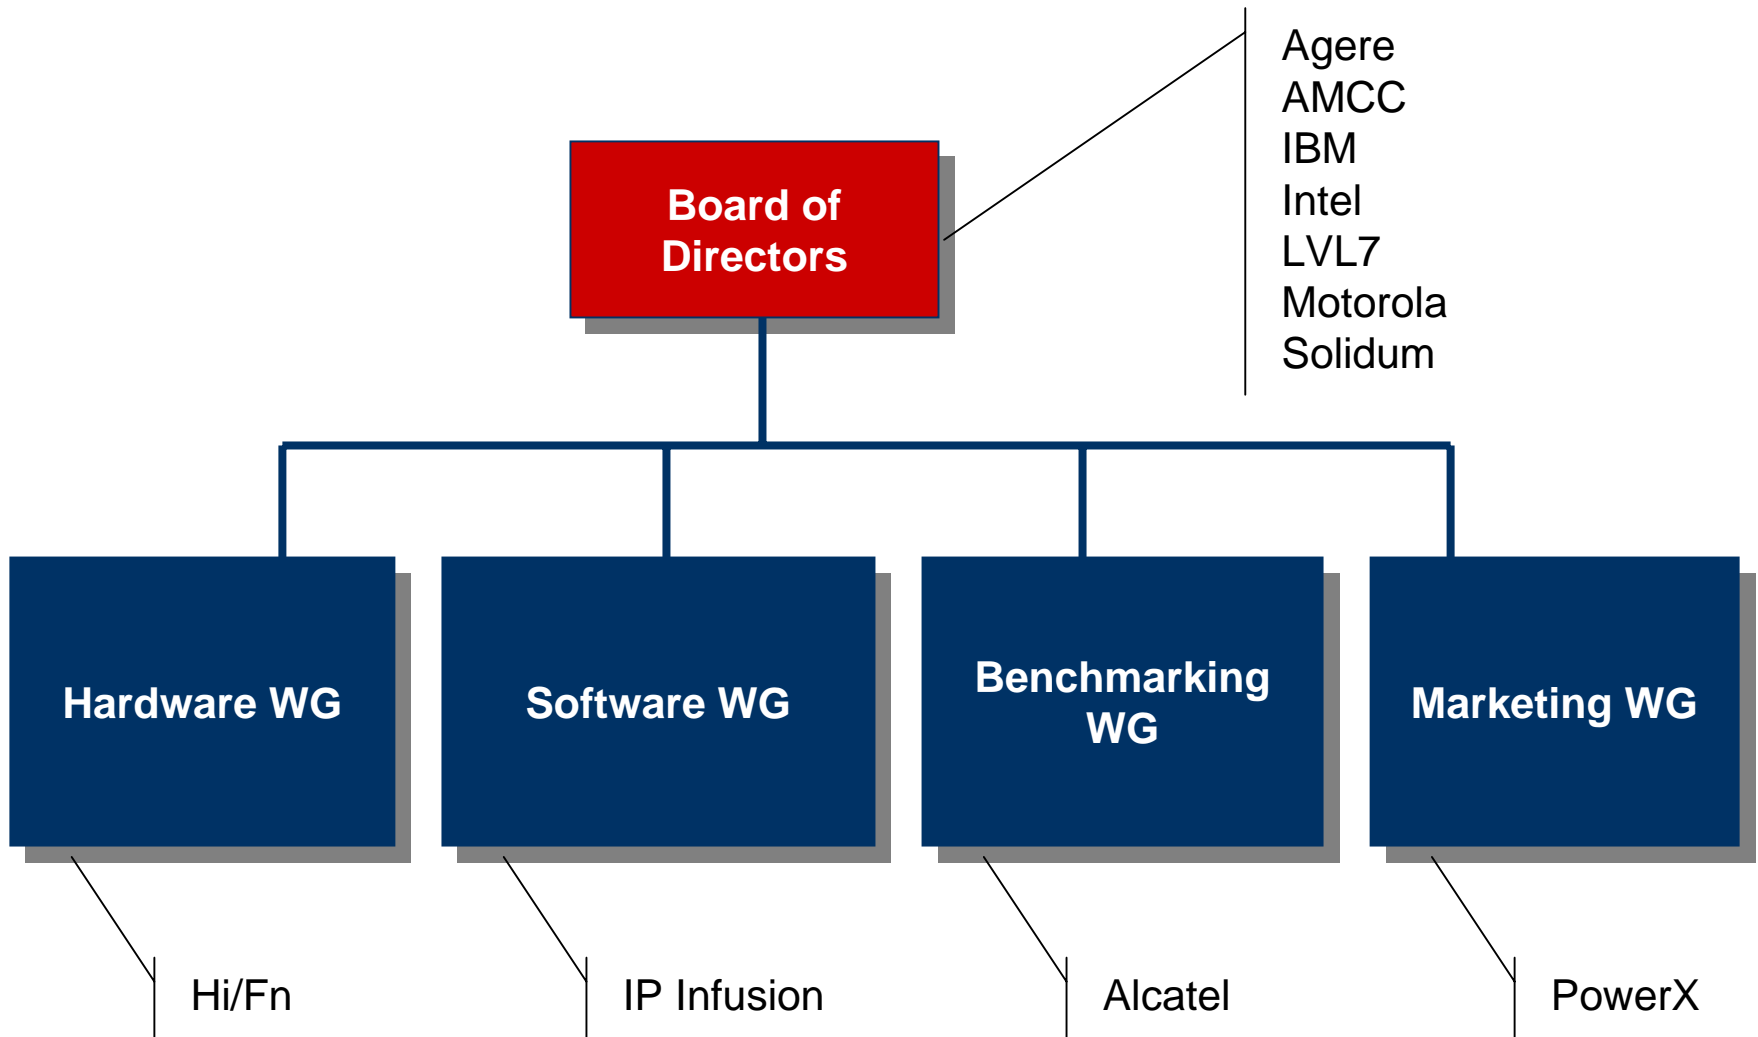 Agere
AMCC
IBM
Intel
LVL7
Motorola
Solidum
Board of
Directors
Hardware WG
Software WG
Benchmarking
WG
Marketing WG
Hi/Fn
IP Infusion
Alcatel
PowerX